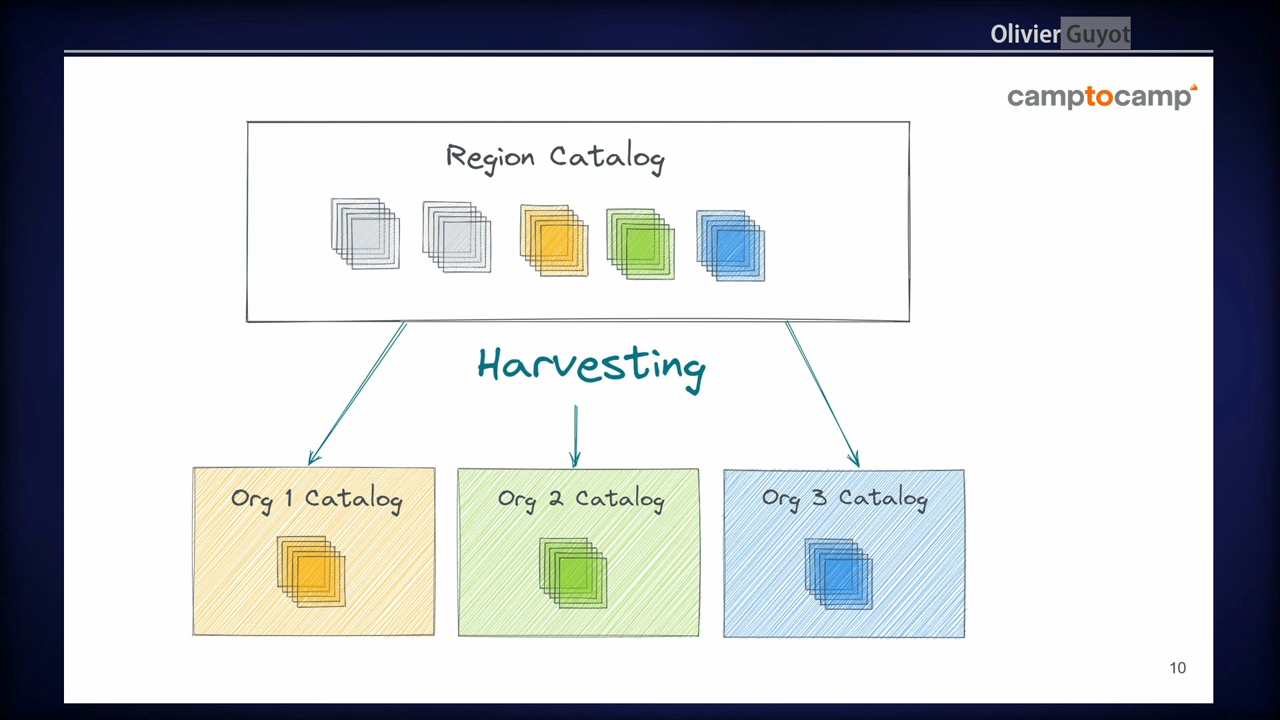 Olivier Guyot
camptocamp
Region Catalog
Harvesting
Org 1 Catalog
Org 2 Catalog
Org 3 Catalog
10